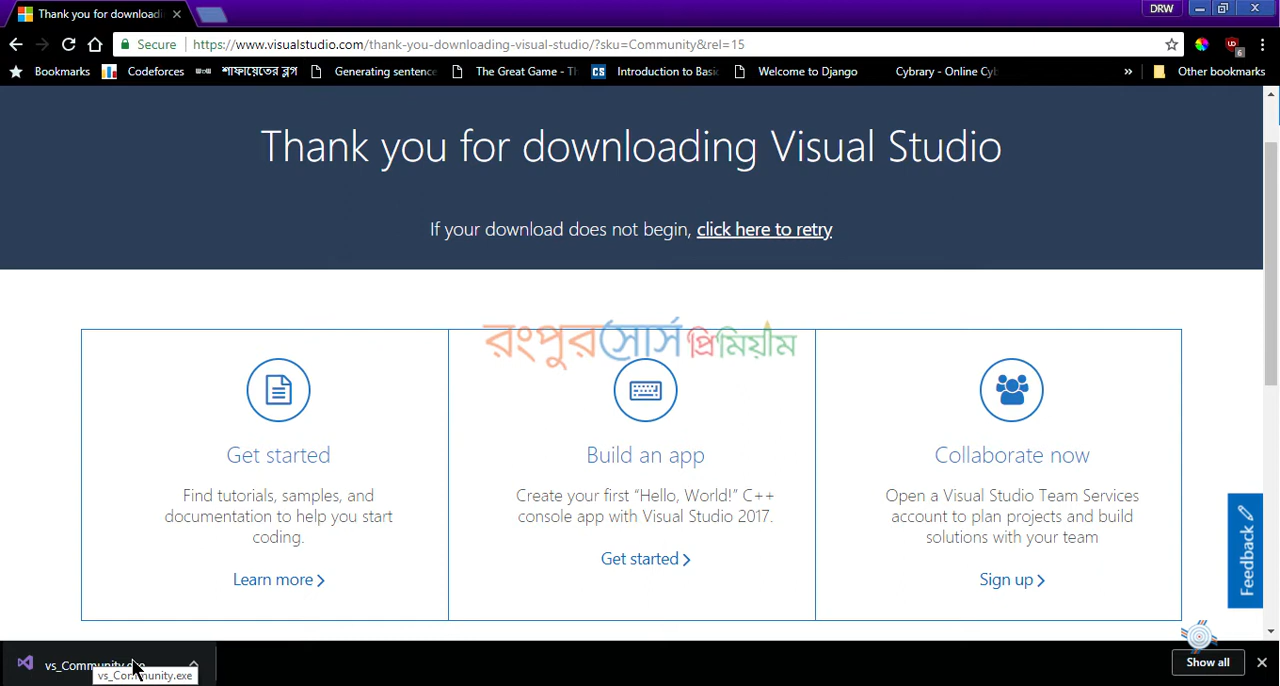 Thank you for downloadi
DRW
Secure
https://www.visualstudio.com/thank-you-downloading-visual-studio/?sku=Community&rel=15
UD
6
Bookmarks
Codeforces
শাফায়েতের ব্লগ
Generating sentence
The Great Game - Th
CS
Introduction to Basic
Welcome to Django
Cybrary - Online Cyb
»
Other bookmarks
Thank you for downloading Visual Studio
If your download does not begin, click here to retry
রংপুরসোর্স প্রিমিয়াম
Get started
Find tutorials, samples, and
documentation to help you start
coding.
Learn more
Build an app
Create your first “Hello, World!” C++
console app with Visual Studio 2017.
Get started
Collaborate now
Open a Visual Studio Team Services
account to plan projects and build
solutions with your team
Sign up
Feedback
vs_Community.exe
vs_Community.exe
Show all